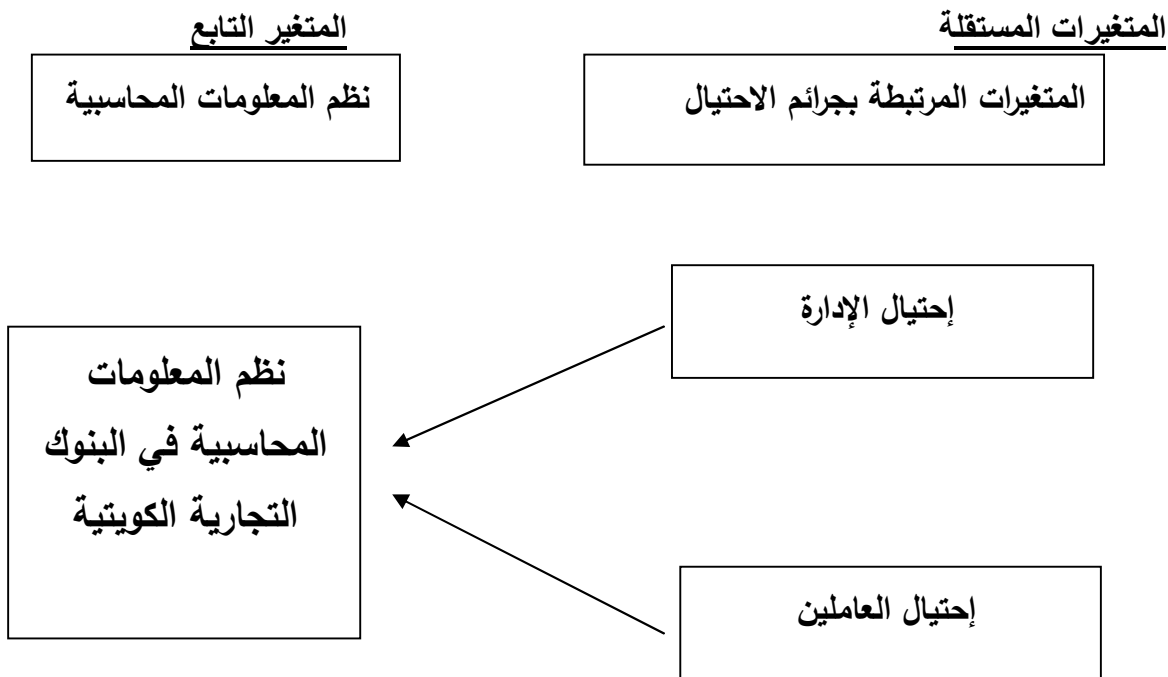 المتغيرات المستقلة
المتغير التابع
المتغيرات المرتبطة بجرائم الاحتيال
نظم المعلومات المحاسبية
إحتيال الإدارة
نظم المعلومات
المحاسبية في البنوك
التجارية الكويتية
إحتيال العاملين